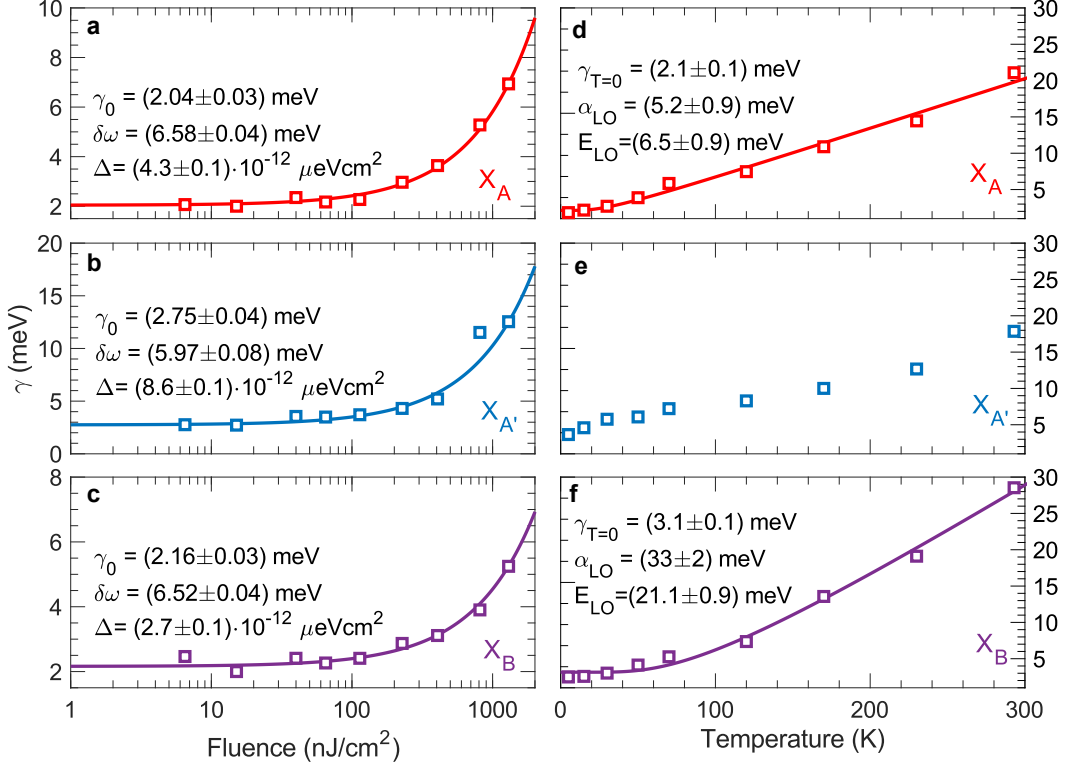 a
10
8
6
4
2
γ0 = (2.04±0.03) meV
δω = (6.58±0.04) meV
Δ= (4.3±0.1)·10-12 μeVcm2
XA
d
30
25
20
15
10
5
γT=0 = (2.1±0.1) meV
αLO = (5.2±0.9) meV
ELO=(6.5±0.9) meV
XA
γ (meV)
b
20
15
10
5
0
γ0 = (2.75±0.04) meV
δω = (5.97±0.08) meV
Δ= (8.6±0.1)·10-12 μeVcm2
XA'
e
30
25
20
15
10
5
XA'
c
8
6
4
2
γ0 = (2.16±0.03) meV
δω = (6.52±0.04) meV
Δ= (2.7±0.1)·10-12 μeVcm2
XB
1
10
100
1000
Fluence (nJ/cm2)
f
30
25
20
15
10
5
γT=0 = (3.1±0.1) meV
αLO = (33±2) meV
ELO=(21.1±0.9) meV
XB
0
100
200
300
Temperature (K)